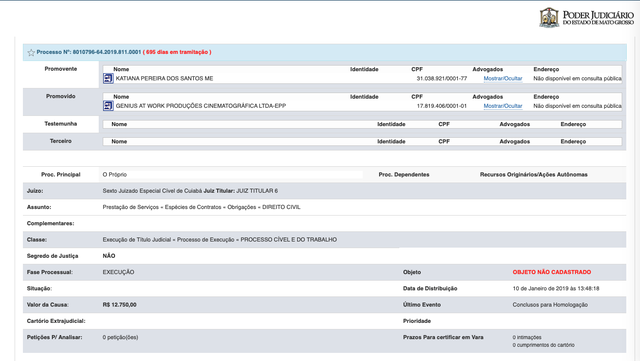 PODER JUDICIÁRIO
DO ESTADO DE MATO GROSSO
Processo Nº: 8010796-64.2019.811.0001 ( 695 dias em tramitação )
Promovente Nome Identidade CPF Advogados Endereço
KATIANA PEREIRA DOS SANTOS ME 31.038.921/0001-77 Mostrar/Ocultar Não disponível em consulta pública
Promovido Nome Identidade CPF Advogados Endereço
GENIUS AT WORK PRODUÇÕES CINEMATOGRÁFICA LTDA-EPP 17.819.406/0001-01 Mostrar/Ocultar Não disponível em consulta pública
Testemunha Nome Identidade CPF Advogados Endereço
Terceiro Nome Identidade CPF Advogados Endereço
Proc. Principal O Próprio Proc. Dependentes Recursos Originários/Ações Autônomas
Juízo: Sexto Juizado Especial Cível de Cuiabá Juiz Titular: JUIZ TITULAR 6
Assunto: Prestação de Serviços « Espécies de Contratos « Obrigações « DIREITO CIVIL
Complementares:
Classe: Execução de Título Judicial « Processo de Execução « PROCESSO CÍVEL E DO TRABALHO
Segredo de Justiça NÃO
Fase Processual: EXECUÇÃO Objeto OBJETO NÃO CADASTRADO
Situação: Data de Distribuição 10 de Janeiro de 2019 às 13:48:18
Valor da Causa: R$ 12.750,00 Último Evento Conclusos para Homologação
Cartório Extrajudicial: Prioridade
Petições P/ Analisar: 0 petição(ões) Prazos Para certificar em Vara 0 intimações
0 cumprimentos do cartório